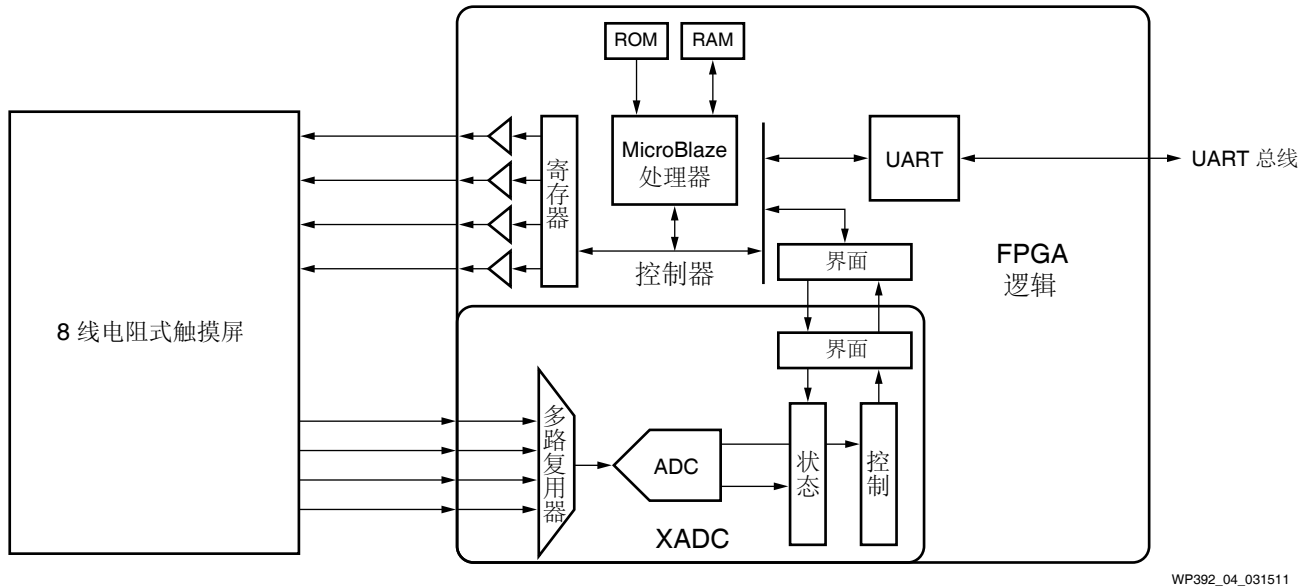 ROM
RAM
MicroBlaze
处理器
寄存器
UART
UART 总线
控制器
界面
FPGA
逻辑
8 线电阻式触摸屏
界面
多路复用器
ADC
状态
控制
XADC
WP392_04_031511